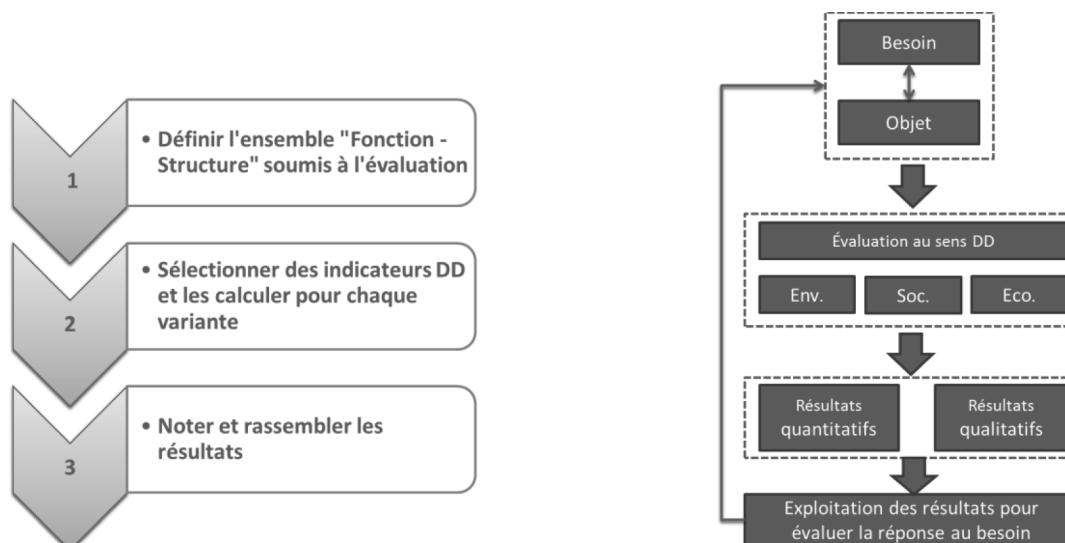 1
• Définir l'ensemble "Fonction -
Structure" soumis à l'évaluation
2
• Sélectionner des indicateurs DD
et les calculer pour chaque
variante
3
• Noter et rassembler les
résultats
Besoin
Objet
Évaluation au sens DD
Env.
Soc.
Eco.
Résultats
quantitatifs
Résultats
qualitatifs
Exploitation des résultats pour
évaluer la réponse au besoin